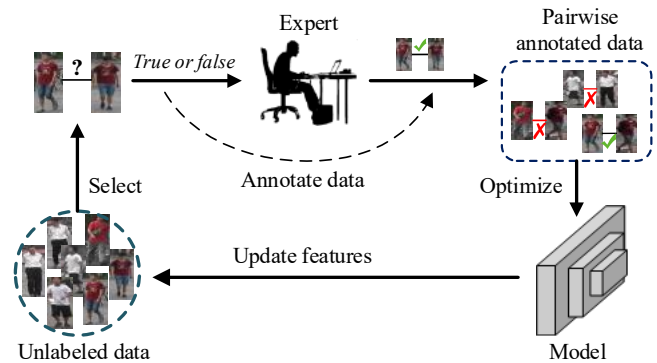 Expert
Pairwise
annotated data
?
True or false
Annotate data
Select
Optimize
Update features
Unlabeled data
Model